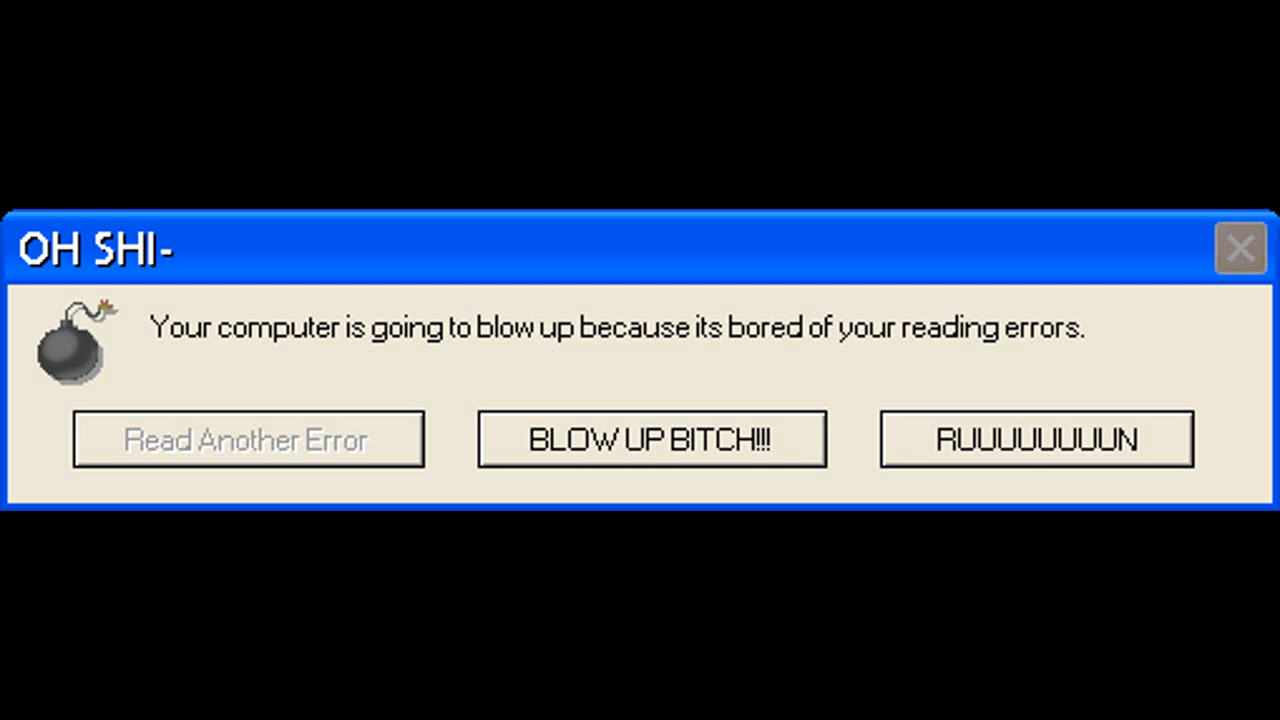 OH SHI-
Your computer is going to blow up because its bored of your reading errors.
Read Another Error
BLOW UP BITCH!!!
RUUUUUUUUN